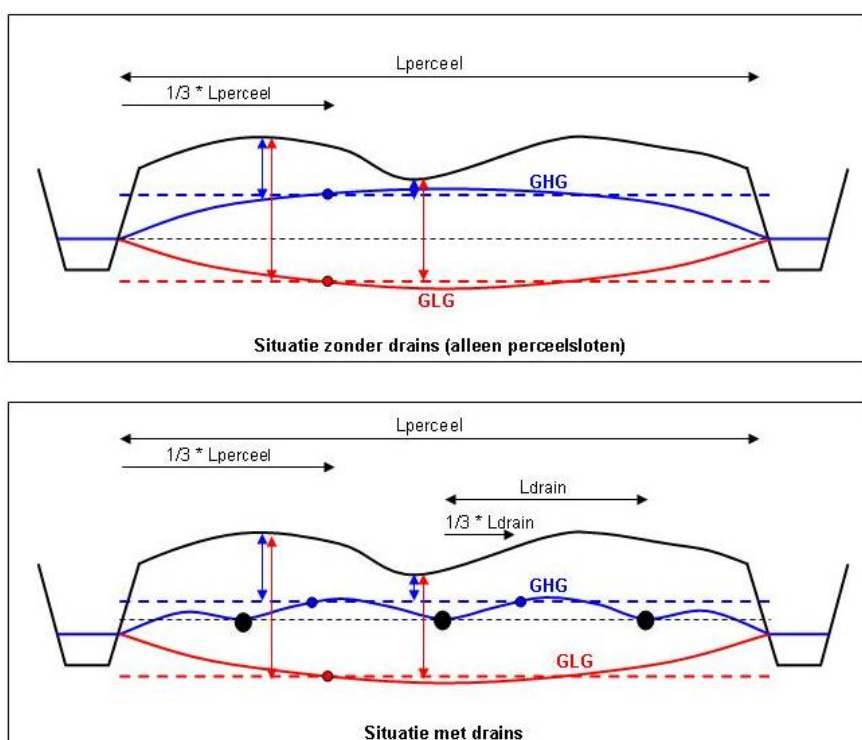 Lperceel
1/3 * Lperceel
GHG
GLG
Situatie zonder drains (alleen perceelsloten)
Lperceel
1/3 * Lperceel
Ldrain
1/3 * Ldrain
GHG
GLG
Situatie met drains